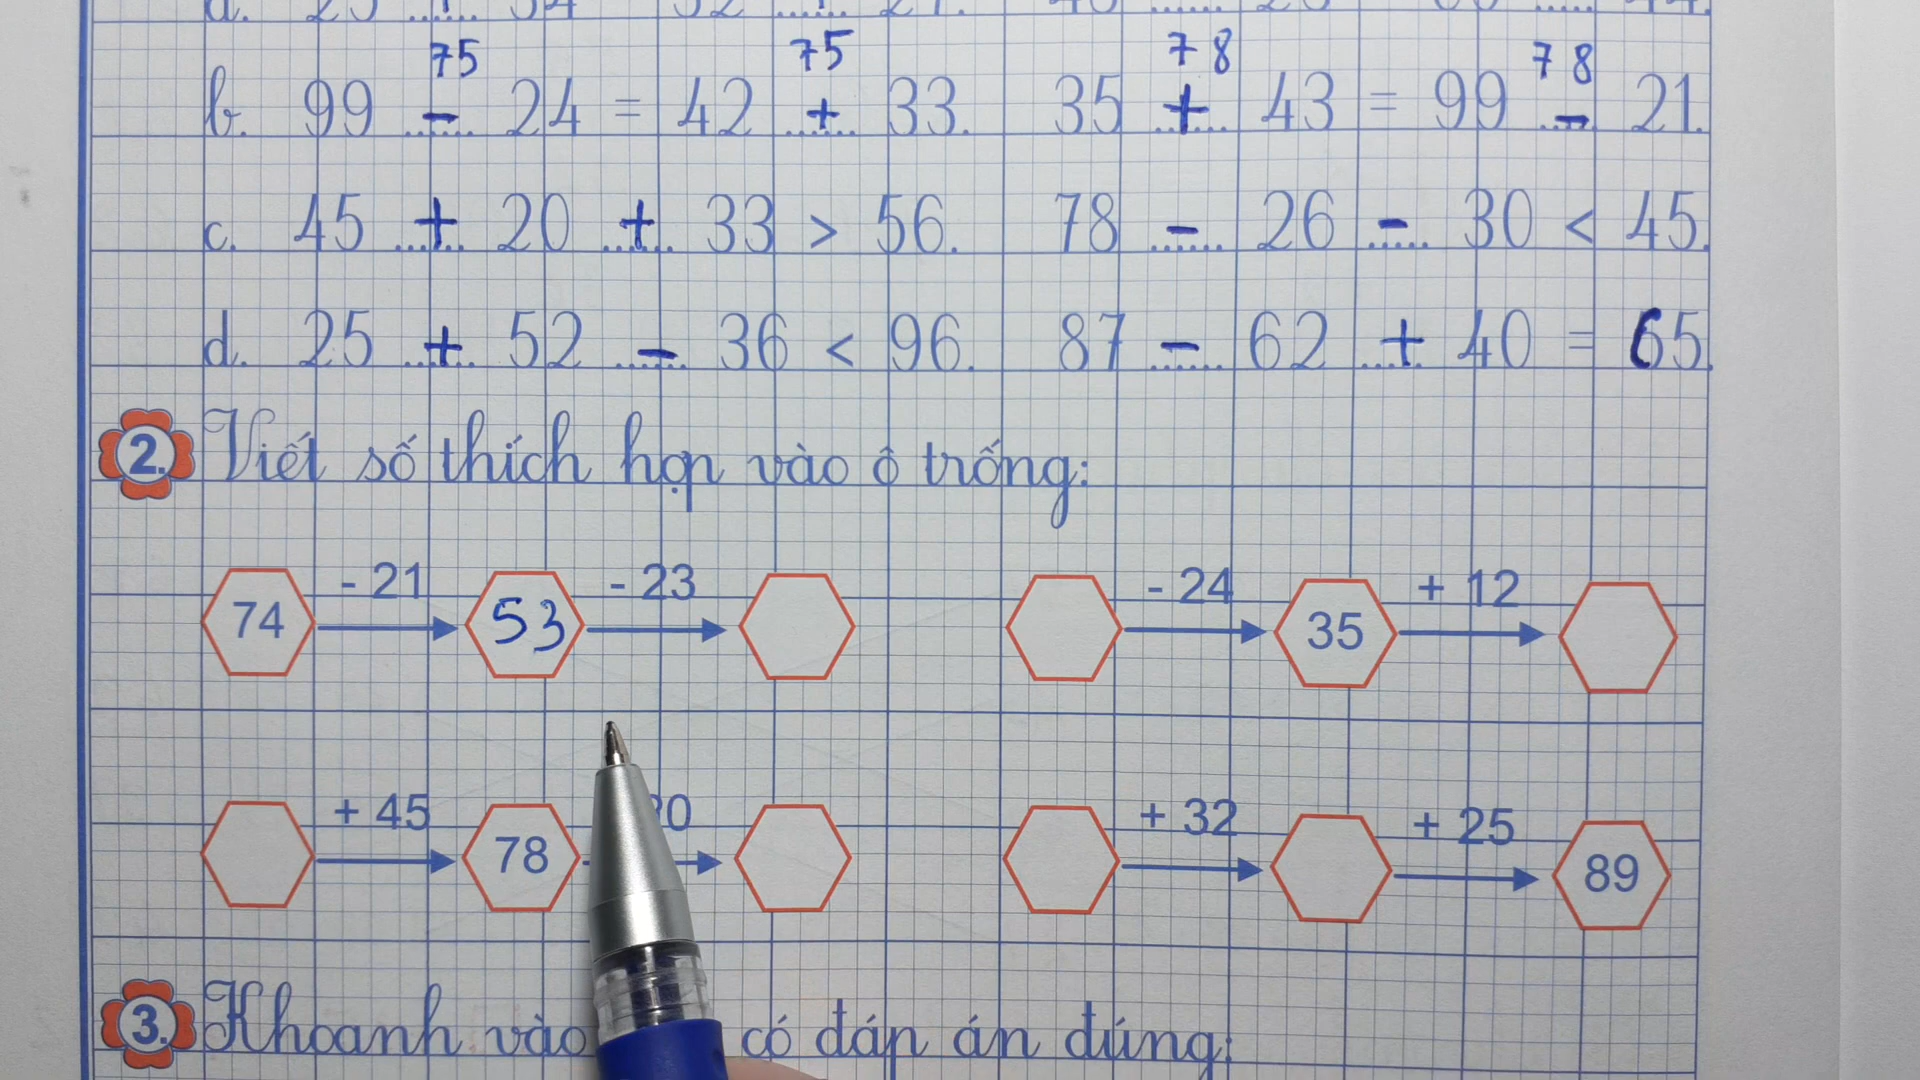 75 75 78 78
b. 99 - 24 = 42 + 33. 35 + 43 = 99 - 21.
c. 45 + 20 + 33 > 56. 78 - 26 - 30 < 45.
d. 25 + 52 - 36 < 96. 87 - 62 + 40 = 65.
2. Viết số thích hợp vào ô trống:
- 21 - 23 - 24 + 12
74 53 35
+ 45 + 32 + 25
78 89
3. Khoanh vào có đáp án đúng: